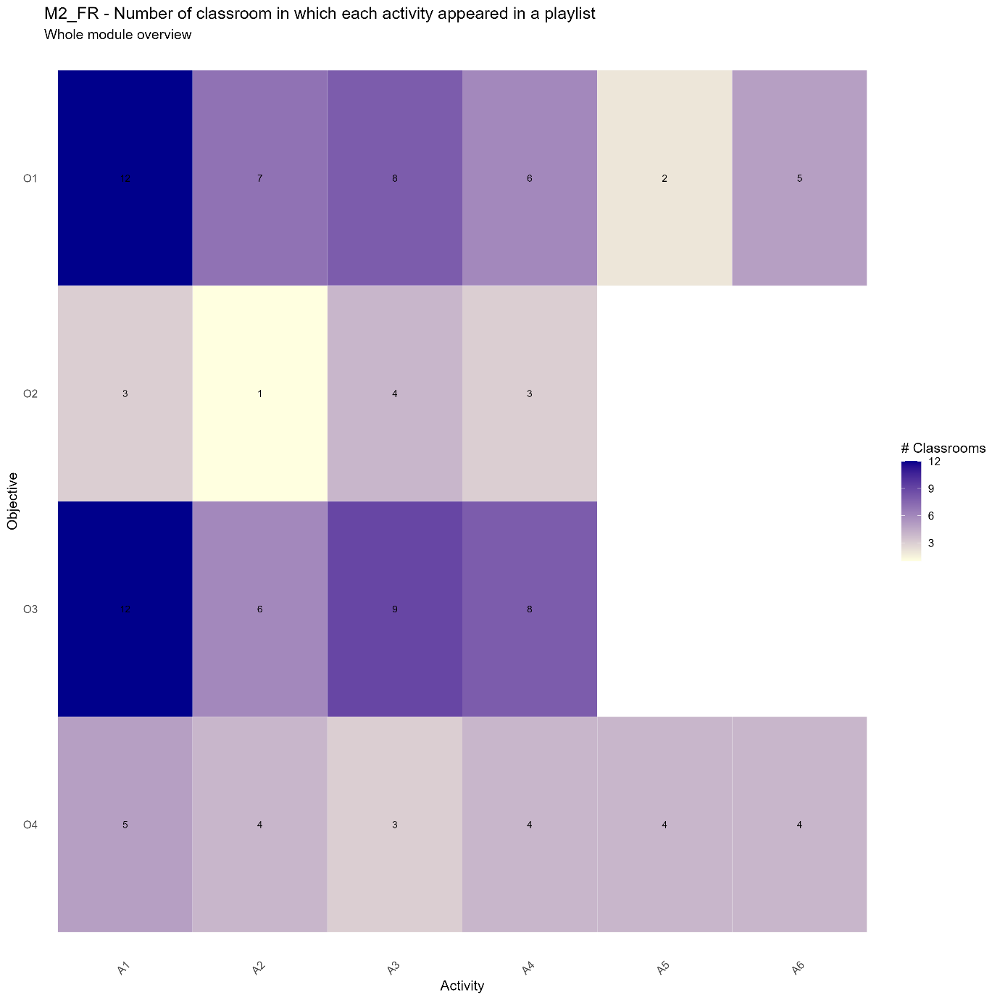 M2_FR - Number of classroom in which each activity appeared in a playlist
Whole module overview
O1
12
7
8
6
2
5
O2
3
1
4
3
O3
12
6
9
8
O4
5
4
3
4
4
4
Objective
A1
A2
A3
A4
A5
A6
Activity
# Classrooms
12
9
6
3